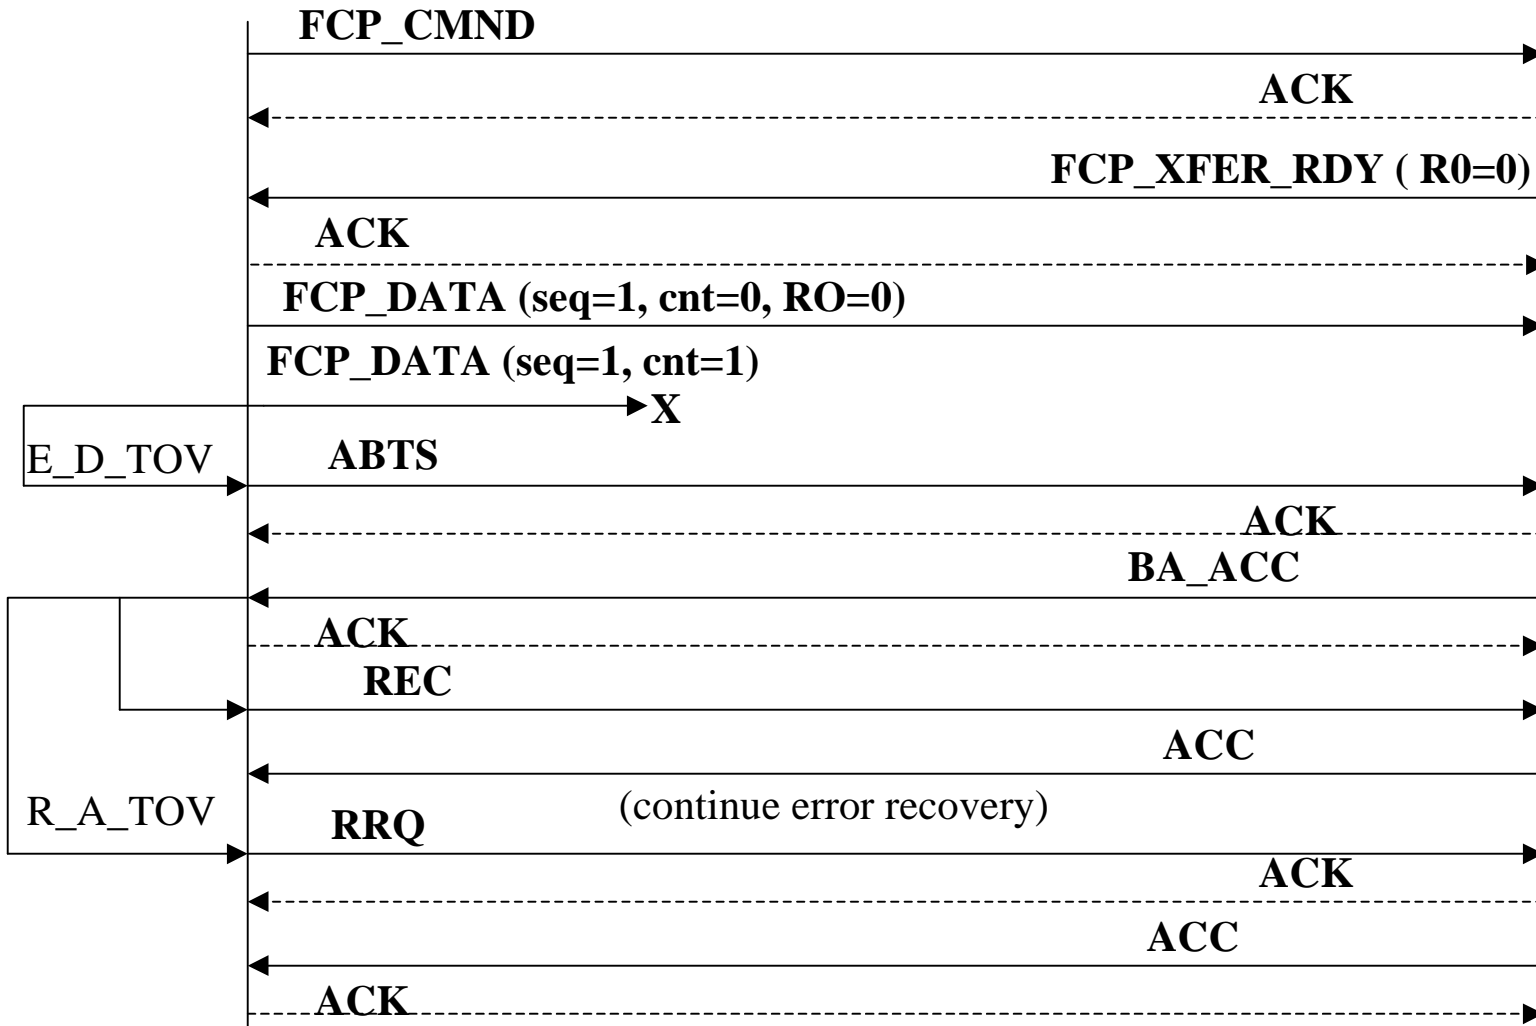 FCP_CMND
ACK
FCP_XFER_RDY ( R0=0)
ACK
FCP_DATA (seq=1, cnt=0, RO=0)
FCP_DATA (seq=1, cnt=1)
X
E_D_TOV
ABTS
ACK
BA_ACC
ACK
REC
ACC
R_A_TOV
(continue error recovery)
RRQ
ACK
ACC
ACK